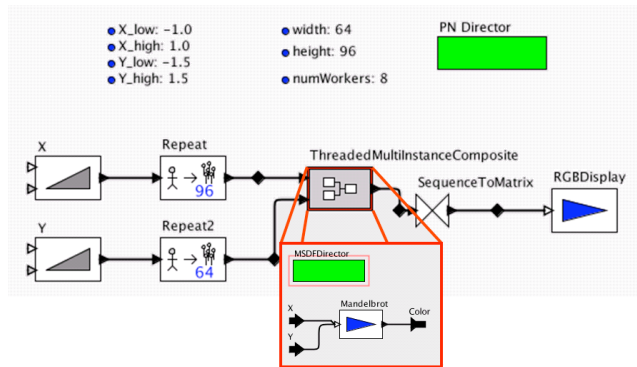 X_low: -1.0
X_high: 1.0
Y_low: -1.5
Y_high: 1.5
width: 64
height: 96
numWorkers: 8
PN Director
X
Repeat
96
ThreadedMultiInstanceComposite
SequenceToMatrix
RGBDisplay
Y
Repeat2
64
MSDFDirector
X
Mandelbrot
Color
Y